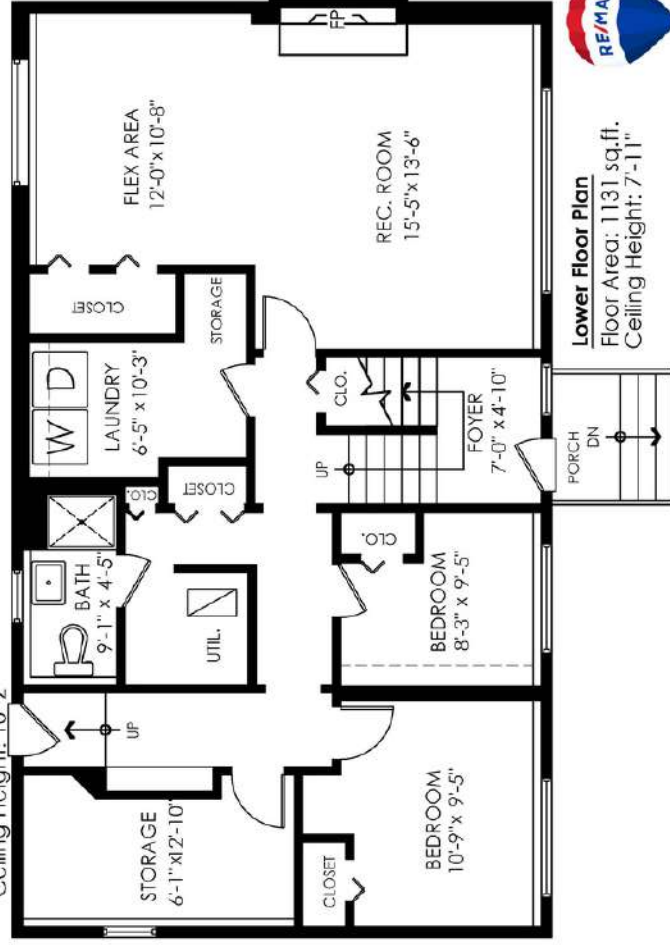 FP
FLEX AREA
12'-0"x10'-8"
REC. ROOM
15'-5"x13'-6"
CLOSET
STORAGE
W
D
LAUNDRY
6'-5" x 10'-3"
CLO.
CLOSET
BATH
9'-1" x 4'-5"
UTIL.
UP
CLO.
UP
FOYER
7'-0" x 4'-10"
CLO.
BEDROOM
8'-3" x 9'-5"
PORCH
DN
STORAGE
6'-1"x12'-10"
CLOSET
BEDROOM
10'-9"x 9'-5"
Lower Floor Plan
Floor Area: 1131 sq.ft.
Ceiling Height: 7'-11"
RE/MA